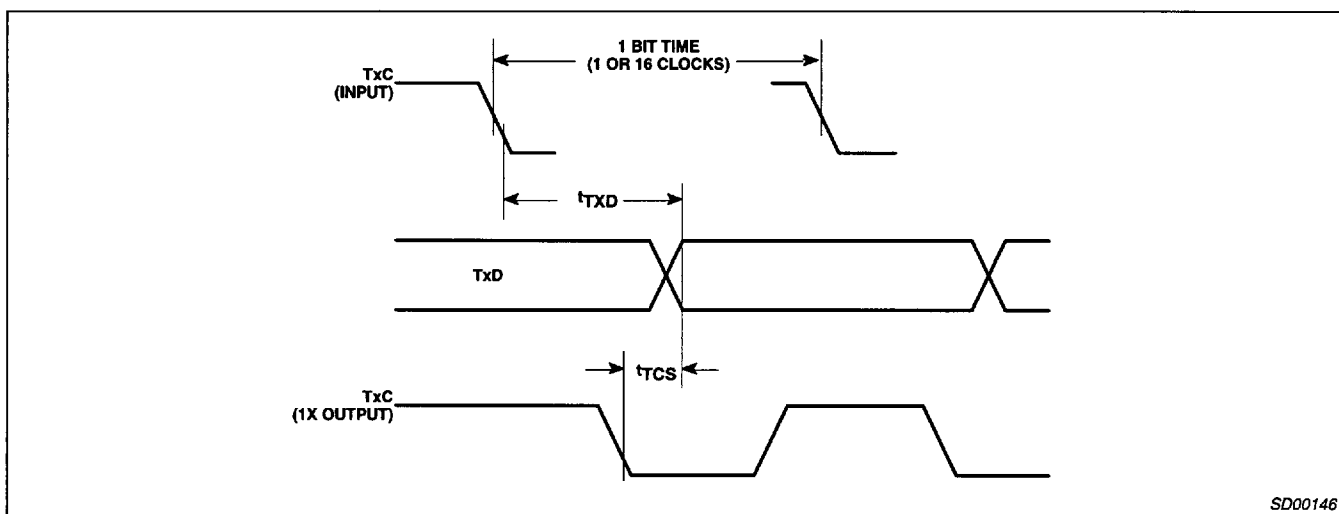 1 BIT TIME
(1 OR 16 CLOCKS)
TxC
(INPUT)
tTXD
TxD
tTCS
TxC
(1X OUTPUT)
SD00146